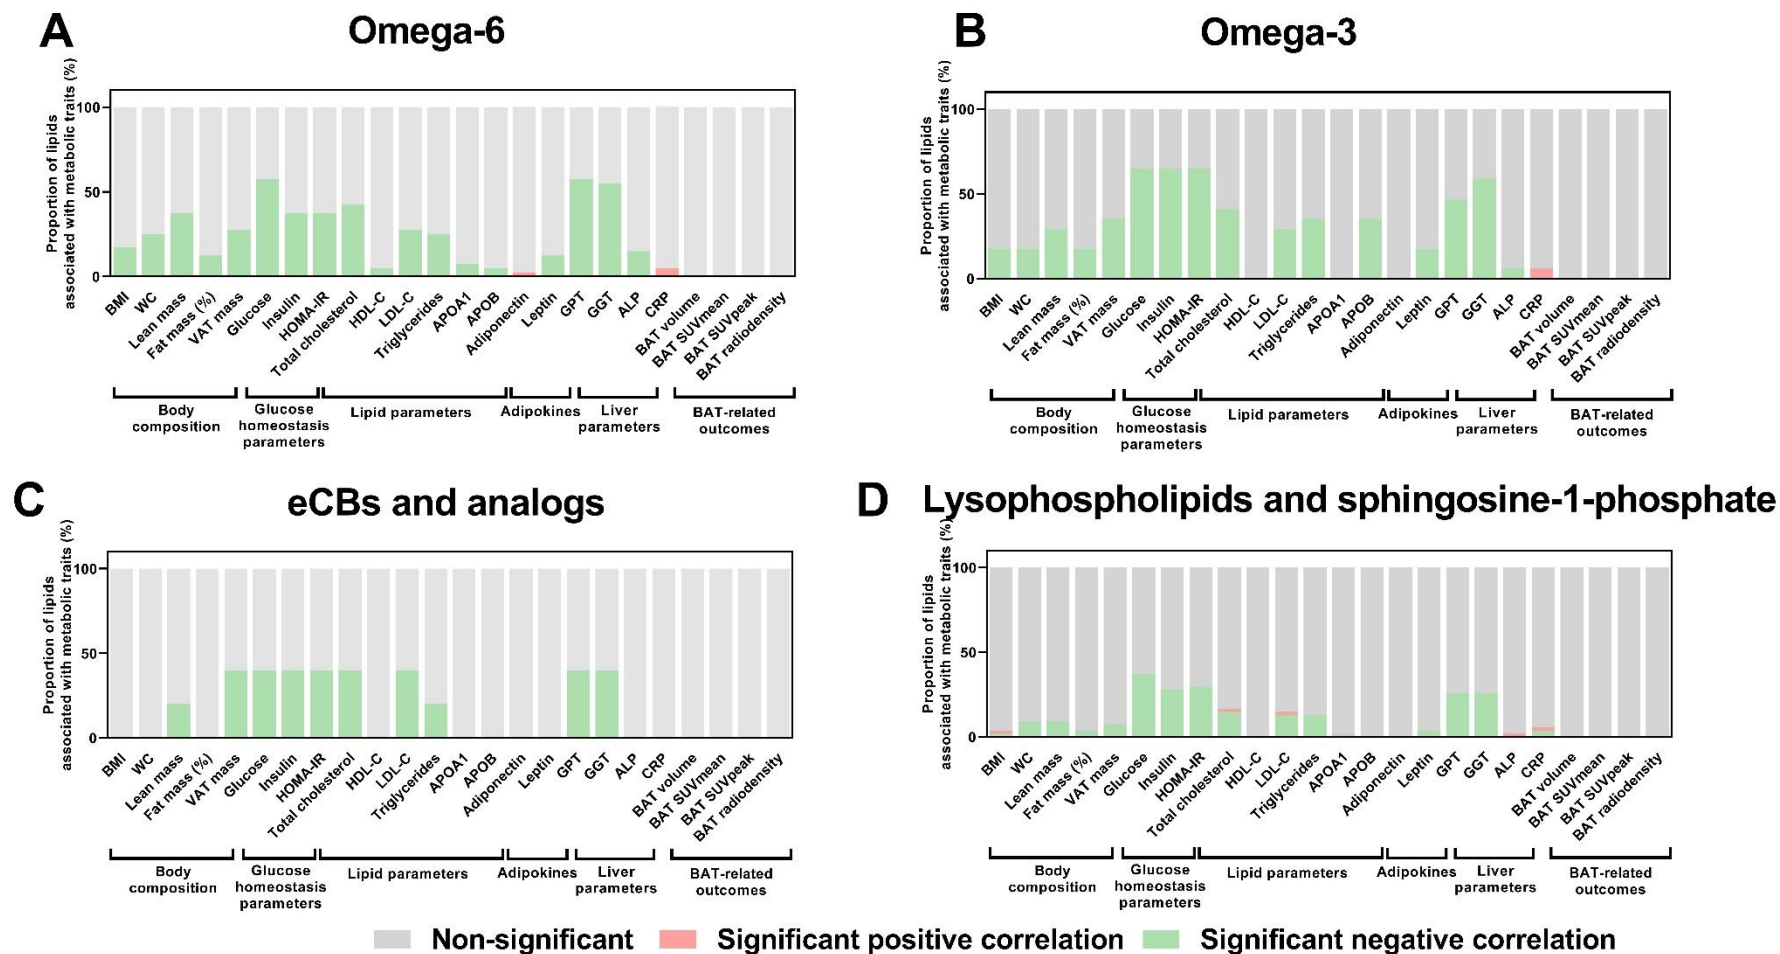 A
Omega-6
Proportion of lipids
associated with metabolic traits (%)
100
50
0
BMI
WC
Lean mass
Fat mass (%)
VAT mass
Glucose
Insulin
HOMA-IR
Total cholesterol
HDL-C
LDL-C
Triglycerides
APOA1
APOB
Adiponectin
Leptin
GPT
GGT
ALP
CRP
BAT volume
BAT SUVmean
BAT SUVpeak
BAT radiodensity
Body
composition
Glucose
homeostasis
parameters
Lipid parameters
Adipokines
Liver
parameters
BAT-related
outcomes
B
Omega-3
Proportion of lipids
associated with metabolic traits (%)
100
50
0
BMI
WC
Lean mass
Fat mass (%)
VAT mass
Glucose
Insulin
HOMA-IR
Total cholesterol
HDL-C
LDL-C
Triglycerides
APOA1
APOB
Adiponectin
Leptin
GPT
GGT
ALP
CRP
BAT volume
BAT SUVmean
BAT SUVpeak
BAT radiodensity
Body
composition
Glucose
homeostasis
parameters
Lipid parameters
Adipokines
Liver
parameters
BAT-related
outcomes
C
eCBs and analogs
Proportion of lipids
associated with metabolic traits (%)
100
50
0
BMI
WC
Lean mass
Fat mass (%)
VAT mass
Glucose
Insulin
HOMA-IR
Total cholesterol
HDL-C
LDL-C
Triglycerides
APOA1
APOB
Adiponectin
Leptin
GPT
GGT
ALP
CRP
BAT volume
BAT SUVmean
BAT SUVpeak
BAT radiodensity
Body
composition
Glucose
homeostasis
parameters
Lipid parameters
Adipokines
Liver
parameters
BAT-related
outcomes
D
Lysophospholipids and sphingosine-1-phosphate
Proportion of lipids
associated with metabolic traits (%)
100
50
0
BMI
WC
Lean mass
Fat mass (%)
VAT mass
Glucose
Insulin
HOMA-IR
Total cholesterol
HDL-C
LDL-C
Triglycerides
APOA1
APOB
Adiponectin
Leptin
GPT
GGT
ALP
CRP
BAT volume
BAT SUVmean
BAT SUVpeak
BAT radiodensity
Body
composition
Glucose
homeostasis
parameters
Lipid parameters
Adipokines
Liver
parameters
BAT-related
outcomes
Non-significant
Significant positive correlation
Significant negative correlation